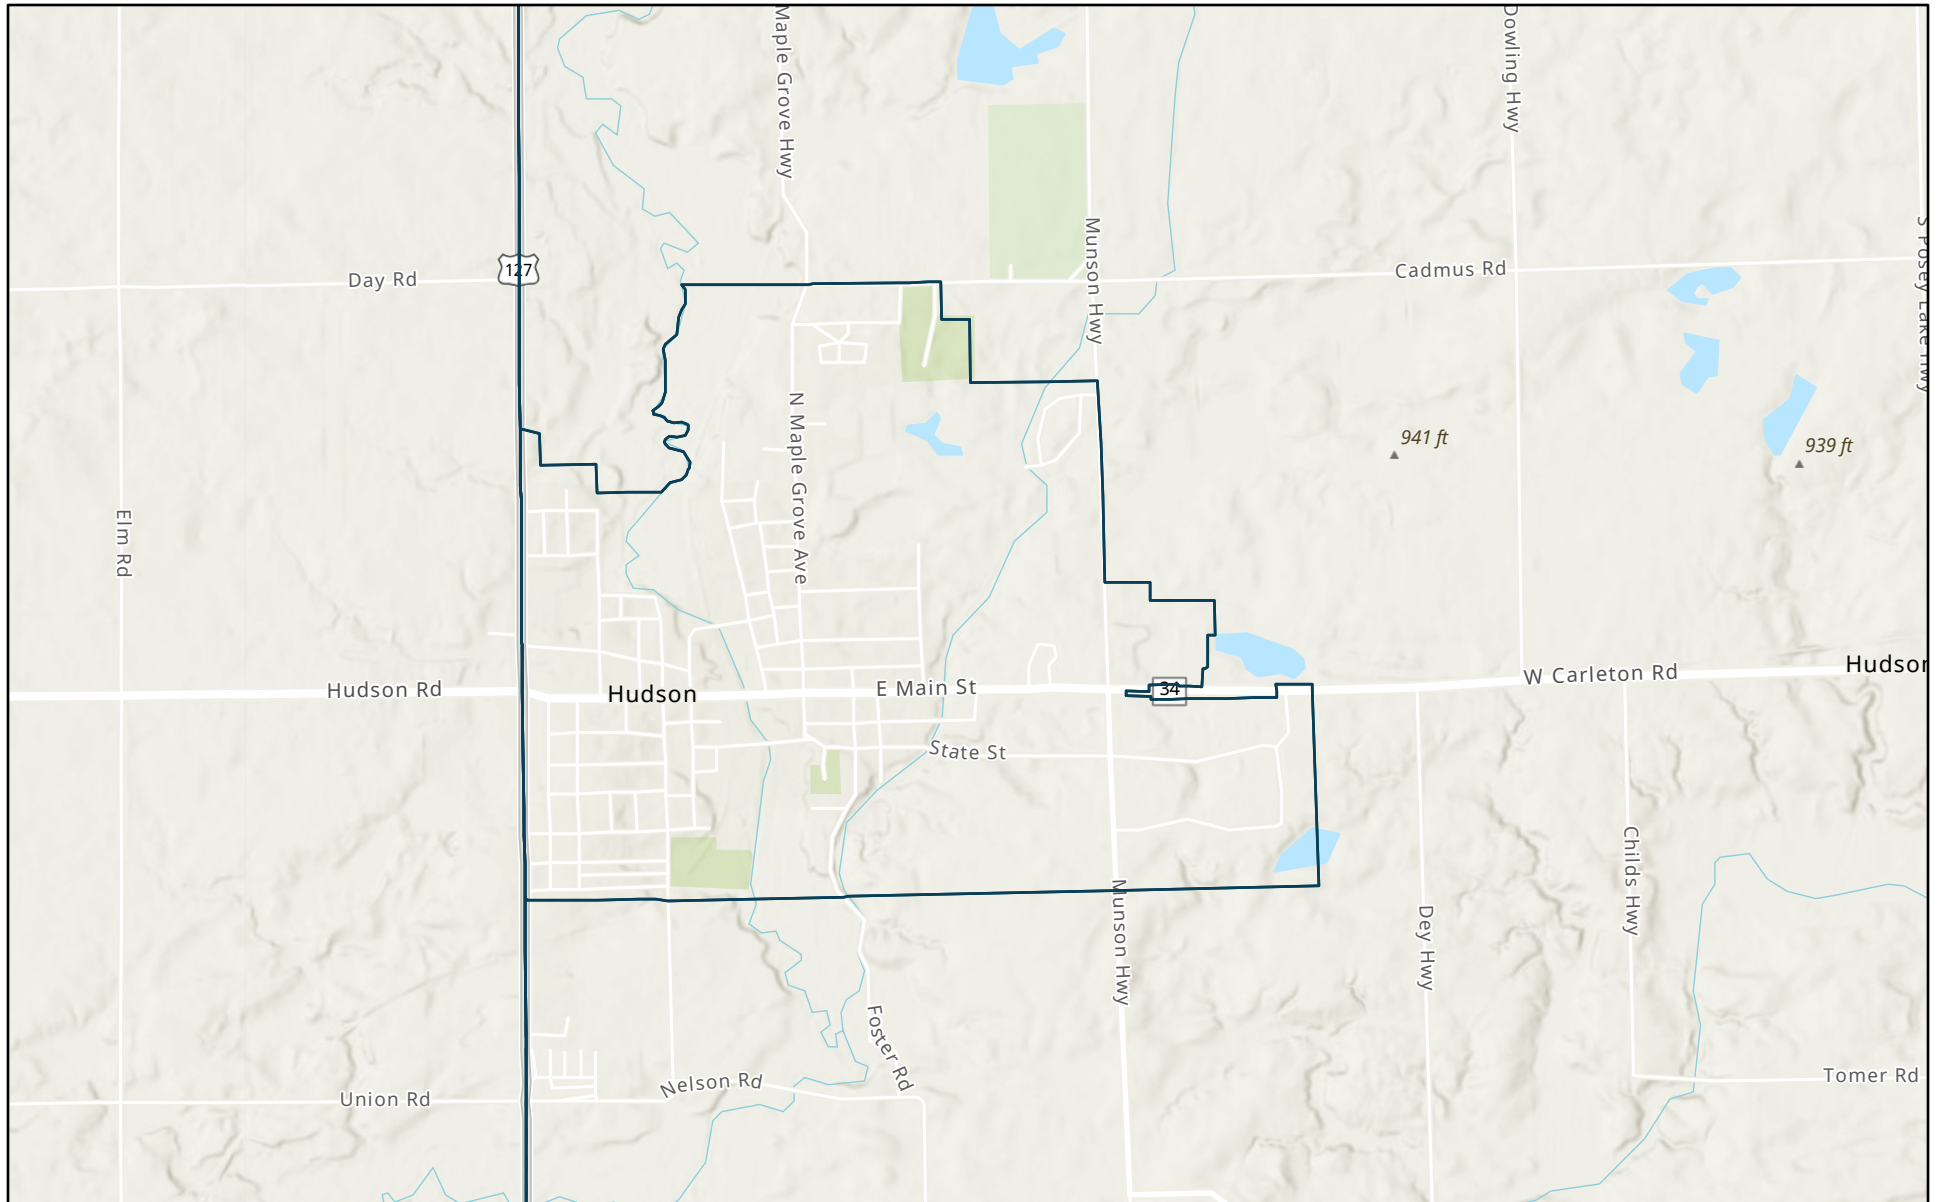 Maple Grove Hwy
Dowling Hwy
Munson Hwy
S Posey Lake Hwy
Day Rd
127
Cadmus Rd
N Maple Grove Ave
941 ft
939 ft
Elm Rd
Hudson Rd
Hudson
E Main St
34
W Carleton Rd
Hudson
State St
Childs Hwy
Munson Hwy
Dey Hwy
Foster Rd
Nelson Rd
Union Rd
Tomer Rd